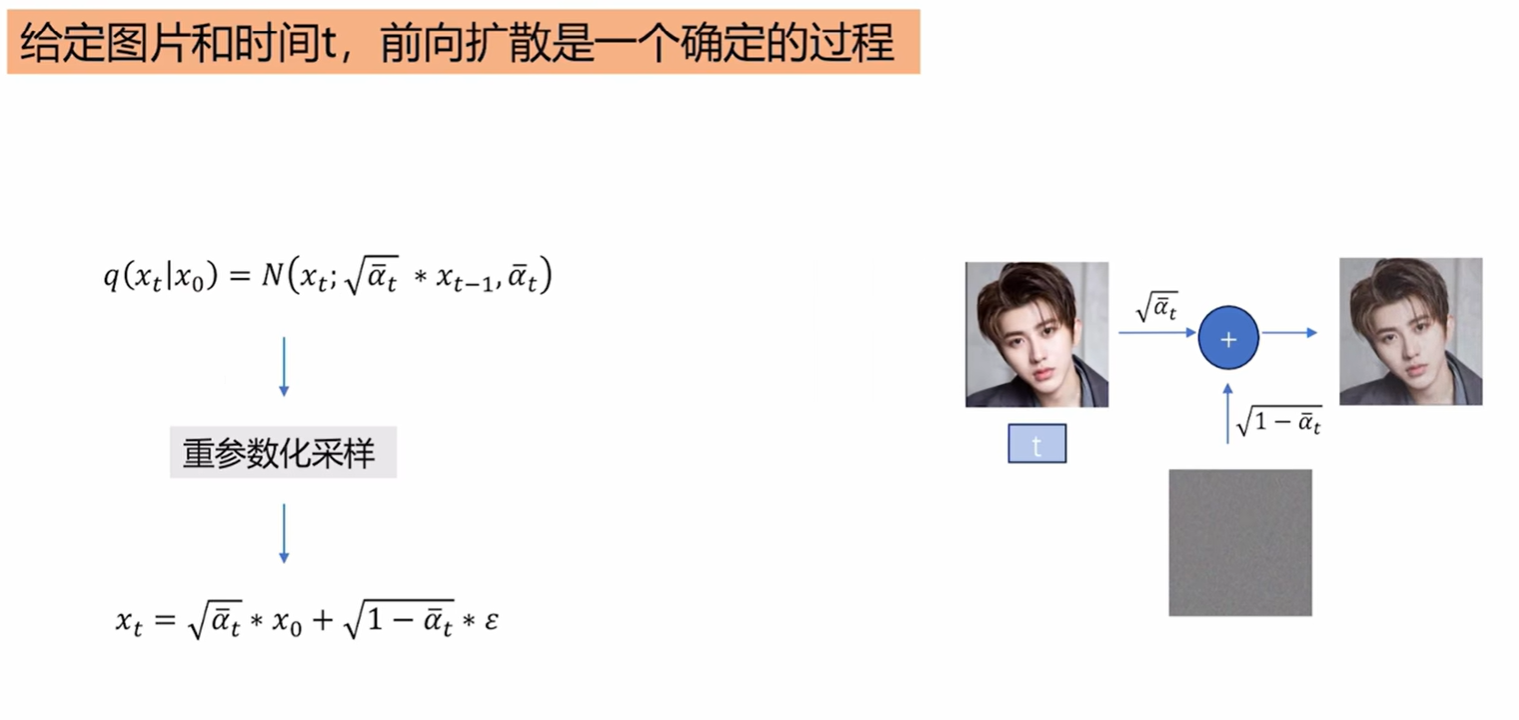 给定图片和时间t，前向扩散是一个确定的过程
q(x_t|x_0) = N(x_t; √ᾱ_t * x_{t−1}, ᾱ_t)
重参数化采样
x_t = √ᾱ_t * x_0 + √(1 − ᾱ_t) * ε
√ᾱ_t
+
√(1 − ᾱ_t)
t